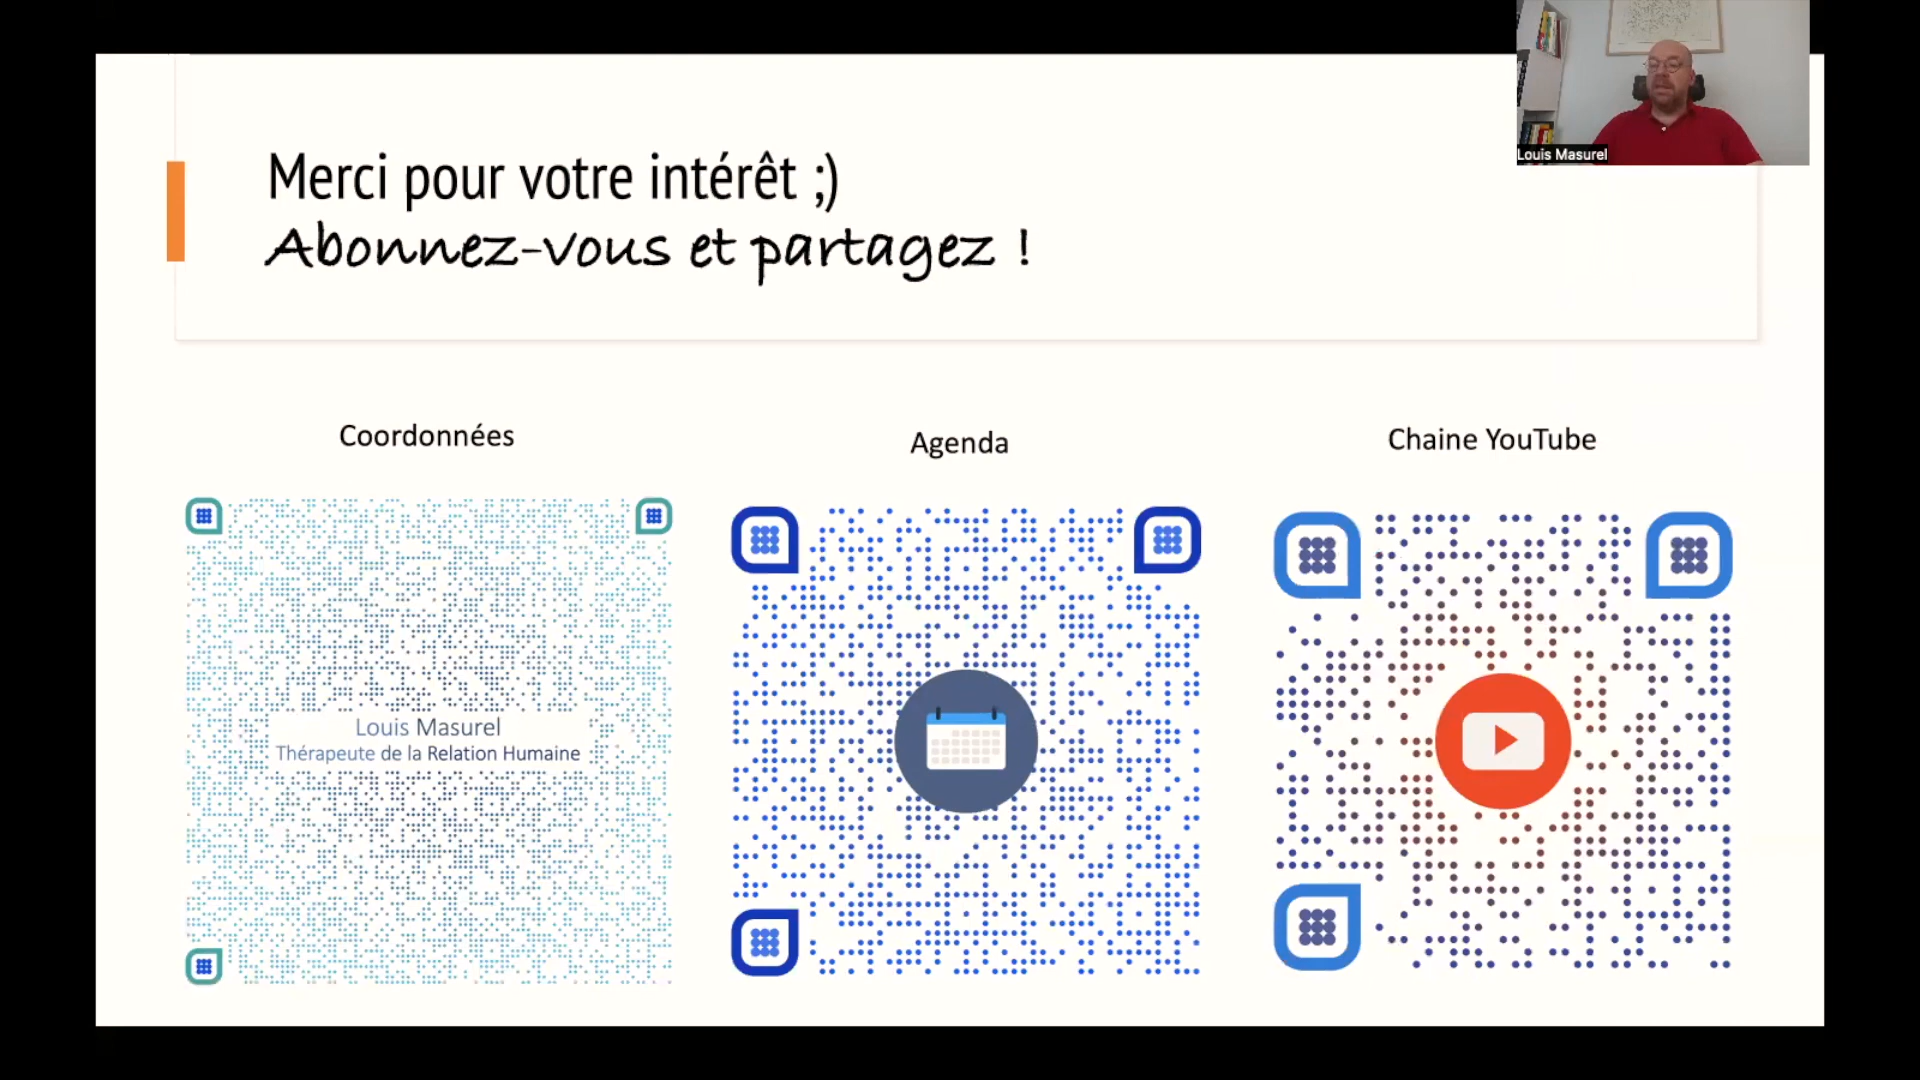 Louis Masurel
Merci pour votre intérêt ;)
Abonnez-vous et partagez !
Coordonnées
Agenda
Chaine YouTube
Louis Masurel
Thérapeute de la Relation Humaine